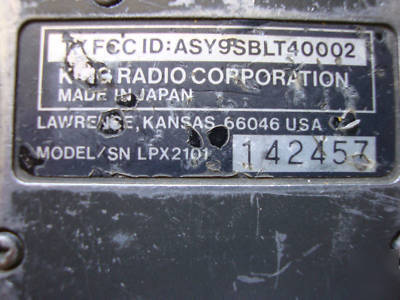 FCC ID: ASY9SBLT40002
KING RADIO CORPORATION
MADE IN JAPAN
LAWRENCE, KANSAS 66046 USA
MODEL/SN LPX2101 142457